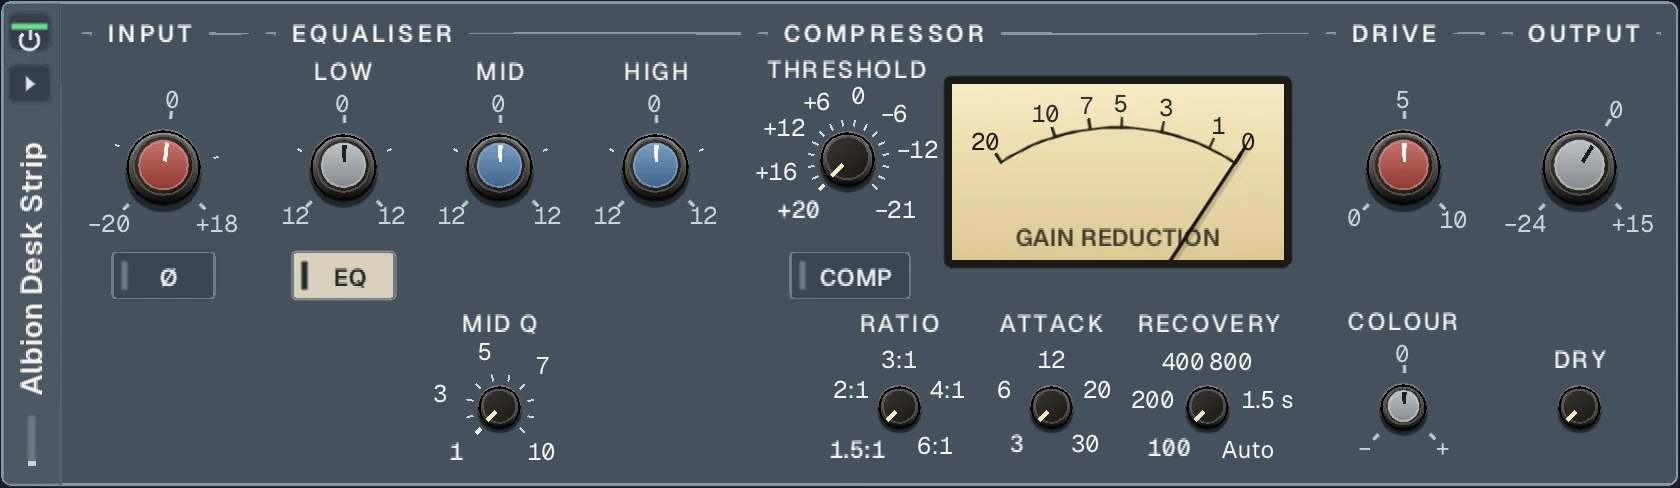 Albion Desk Strip
INPUT
0
−20
+18
Ø
EQUALISER
LOW
0
12
12
EQ
MID
0
12
12
HIGH
0
12
12
MID Q
1
3
5
7
10
COMPRESSOR
THRESHOLD
+20
+16
+12
+6
0
−6
−12
−21
COMP
20
10
7
5
3
1
0
GAIN REDUCTION
RATIO
1.5:1
2:1
3:1
4:1
6:1
ATTACK
3
6
12
20
30
RECOVERY
100
200
400
800
1.5 s
Auto
DRIVE
5
0
10
COLOUR
0
−
+
OUTPUT
0
−24
+15
DRY